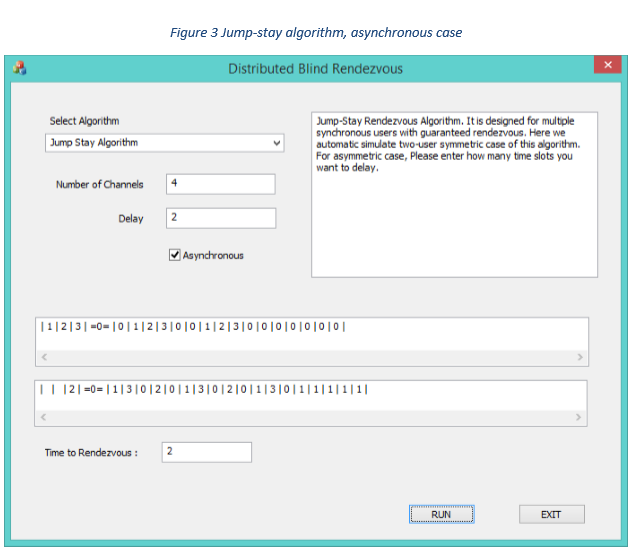 Figure 3 Jump-stay algorithm, asynchronous case
Distributed Blind Rendezvous
x
Select Algorithm
Jump Stay Algorithm
Number of Channels 4
Delay 2
Asynchronous
Jump-Stay Rendezvous Algorithm. It is designed for multiple
synchronous users with guaranteed rendezvous. Here we
automatic simulate two-user symmetric case of this algorithm.
For asymmetric case, Please enter how many time slots you
want to delay.
| 1 | 2 | 3 | =0= | 0 | 1 | 2 | 3 | 0 | 0 | 1 | 2 | 3 | 0 | 0 | 0 | 0 | 0 | 0 | 0 |
| | | 2 | =0= | 1 | 3 | 0 | 2 | 0 | 1 | 3 | 0 | 2 | 0 | 1 | 3 | 0 | 1 | 1 | 1 | 1 | 1 |
Time to Rendezvous : 2
RUN EXIT